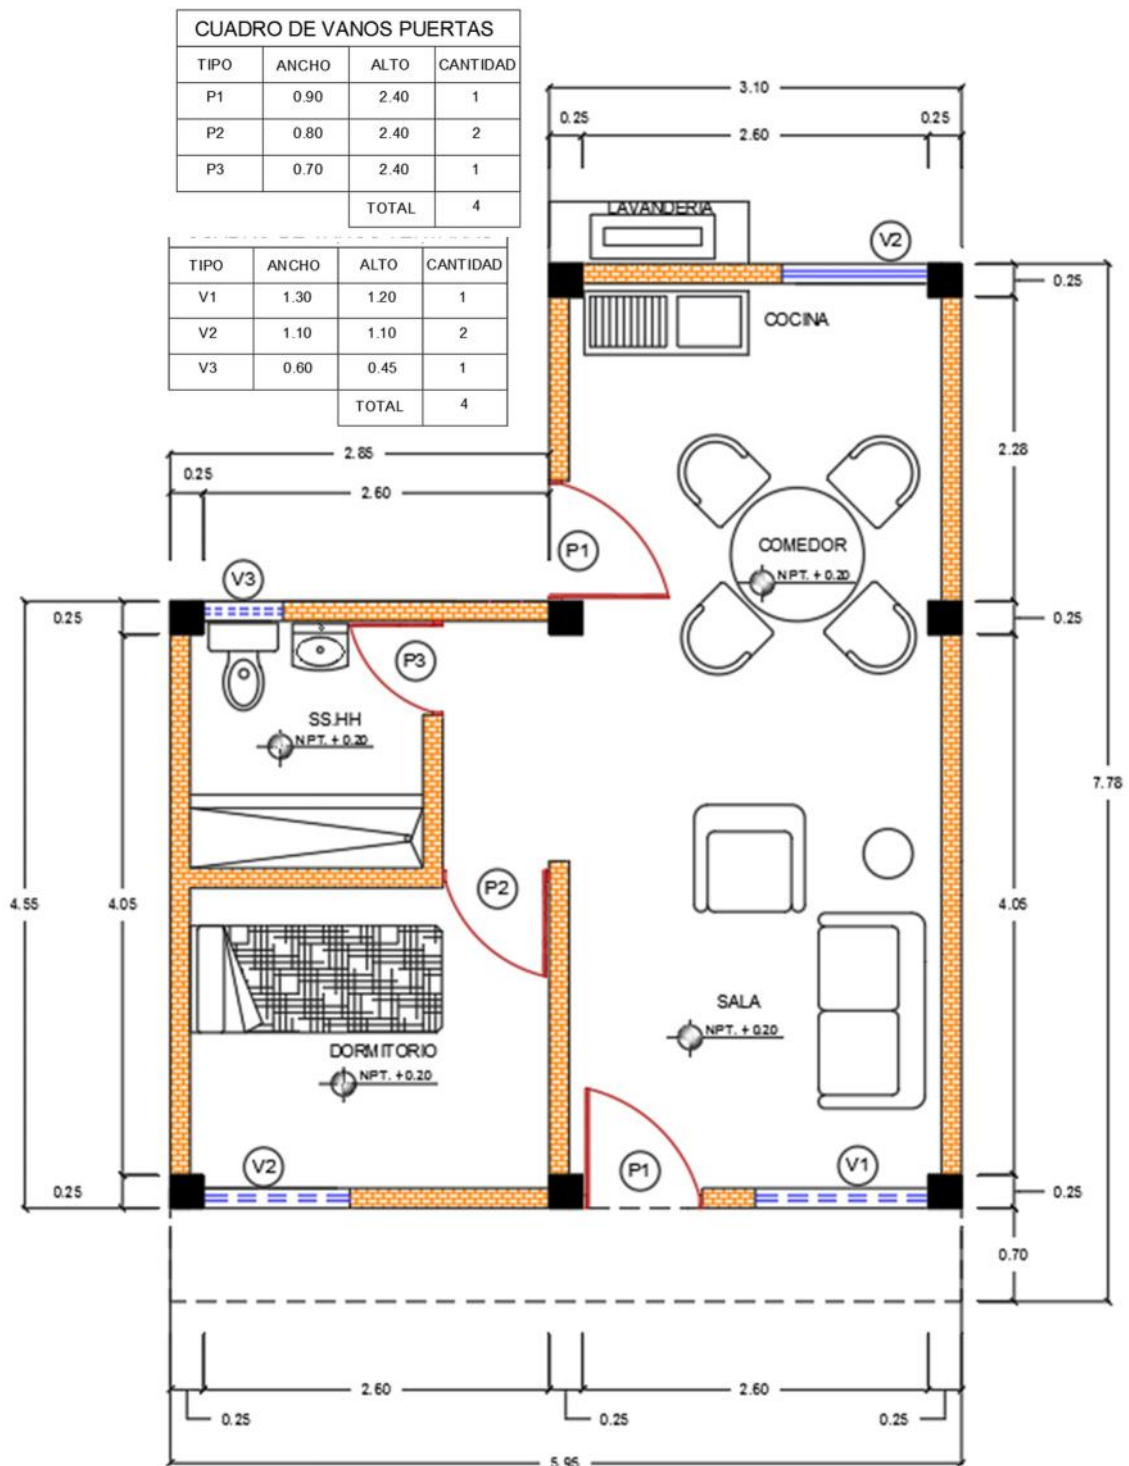 CUADRO DE VANOS PUERTAS
TIPO ANCHO ALTO CANTIDAD
P1 0.90 2.40 1
P2 0.80 2.40 2
P3 0.70 2.40 1
TOTAL 4
TIPO ANCHO ALTO CANTIDAD
V1 1.30 1.20 1
V2 1.10 1.10 2
V3 0.60 0.45 1
TOTAL 4
3.10
0.25 2.60 0.25
LAVANDERIA
V2
0.25
COCINA
2.28
2.85
0.25 2.60
P1
COMEDOR
NPT. + 0.20
V3
0.25
0.25
P3
SS.HH
NPT. + 0.20
7.78
P2
4.55
4.05
4.05
SALA
NPT. + 0.20
DORMITORIO
NPT. +0.20
V2
P1
V1
0.25
0.25
0.70
2.60
2.60
0.25
0.25
0.25
5.95